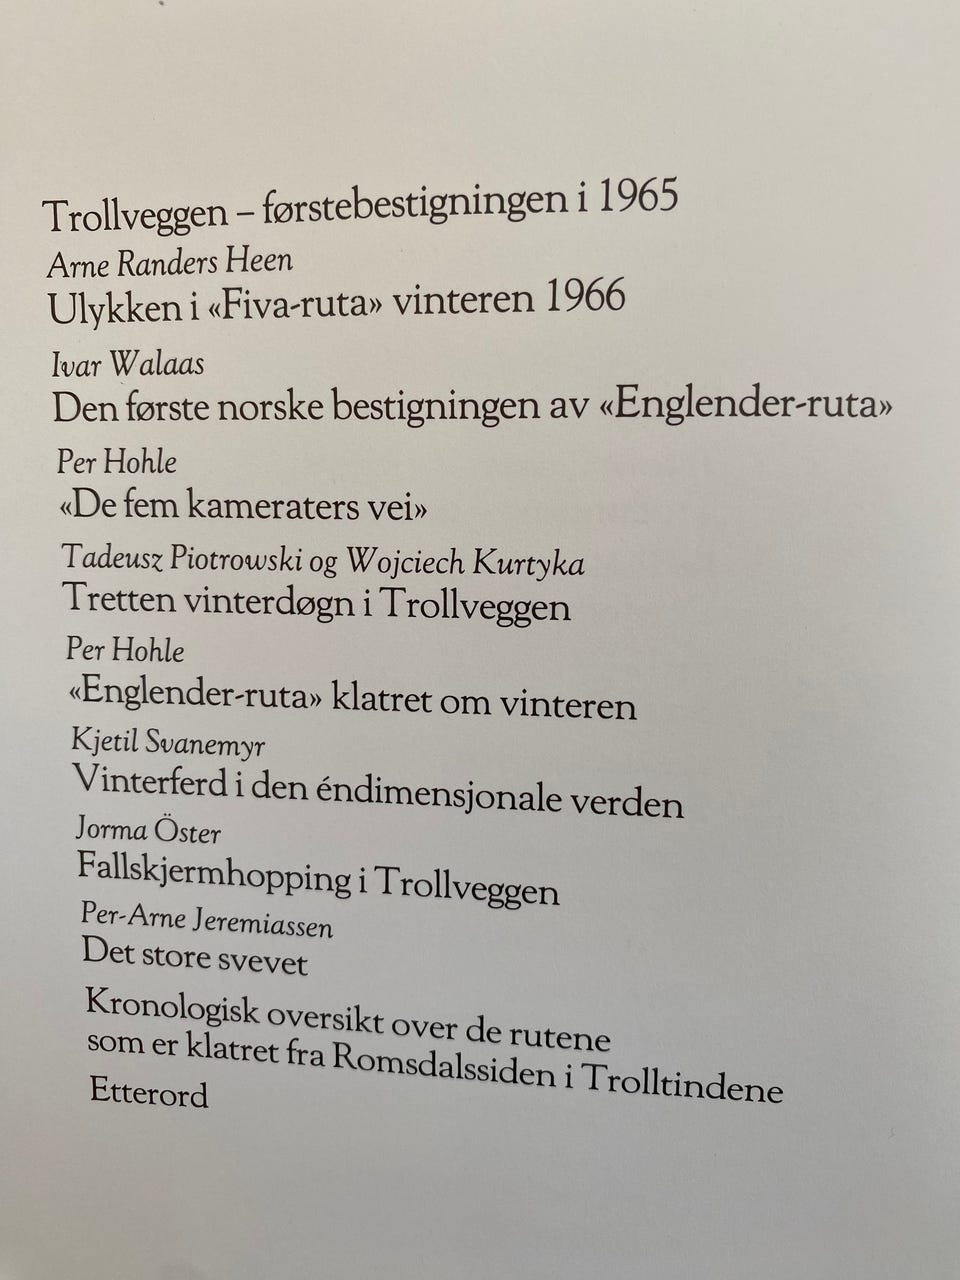 Trollveggen – førstebestigningen i 1965
Arne Randers Heen
Ulykken i «Fiva-ruta» vinteren 1966
Ivar Walaas
Den første norske bestigningen av «Englender-ruta»
Per Hohle
«De fem kameraters vei»
Tadeusz Piotrowski og Wojciech Kurtyka
Tretten vinterdøgn i Trollveggen
Per Hohle
«Englender-ruta» klatret om vinteren
Kjetil Svanemyr
Vinterferd i den éndimensjonale verden
Jorma Öster
Fallskjermhopping i Trollveggen
Per-Arne Jeremiassen
Det store svevet
Kronologisk oversikt over de rutene
som er klatret fra Romsdalssiden i Trolltindene
Etterord